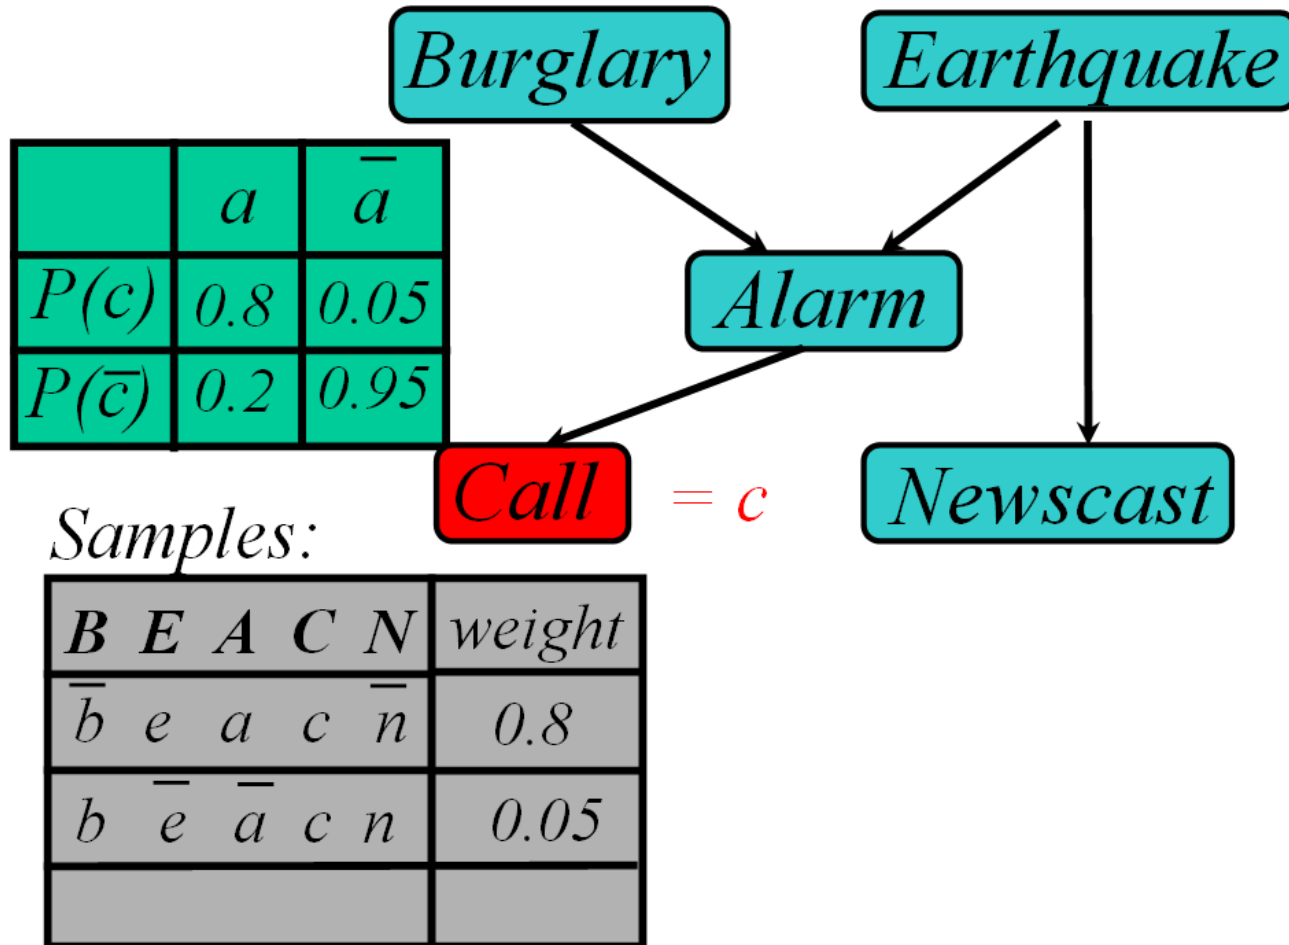 Burglary Earthquake
a a̅
Alarm
P(c) 0.8 0.05
P(c̅) 0.2 0.95
Call = c Newscast
Samples:
B E A C N weight
b̅ e a c n̅ 0.8
b e̅ a̅ c n 0.05